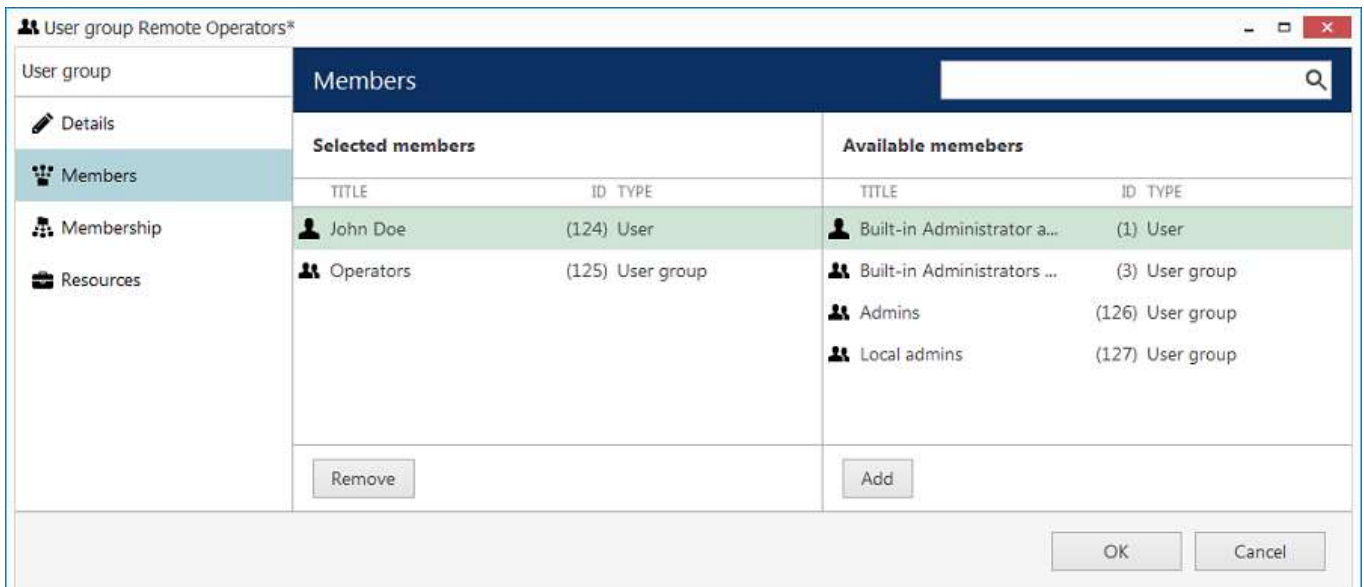 User group Remote Operators*
User group
Details
Members
Membership
Resources
Members
Selected members
TITLE ID TYPE
John Doe (124) User
Operators (125) User group
Remove
Available memebers
TITLE ID TYPE
Built-in Administrator a... (1) User
Built-in Administrators ... (3) User group
Admins (126) User group
Local admins (127) User group
Add
OK Cancel